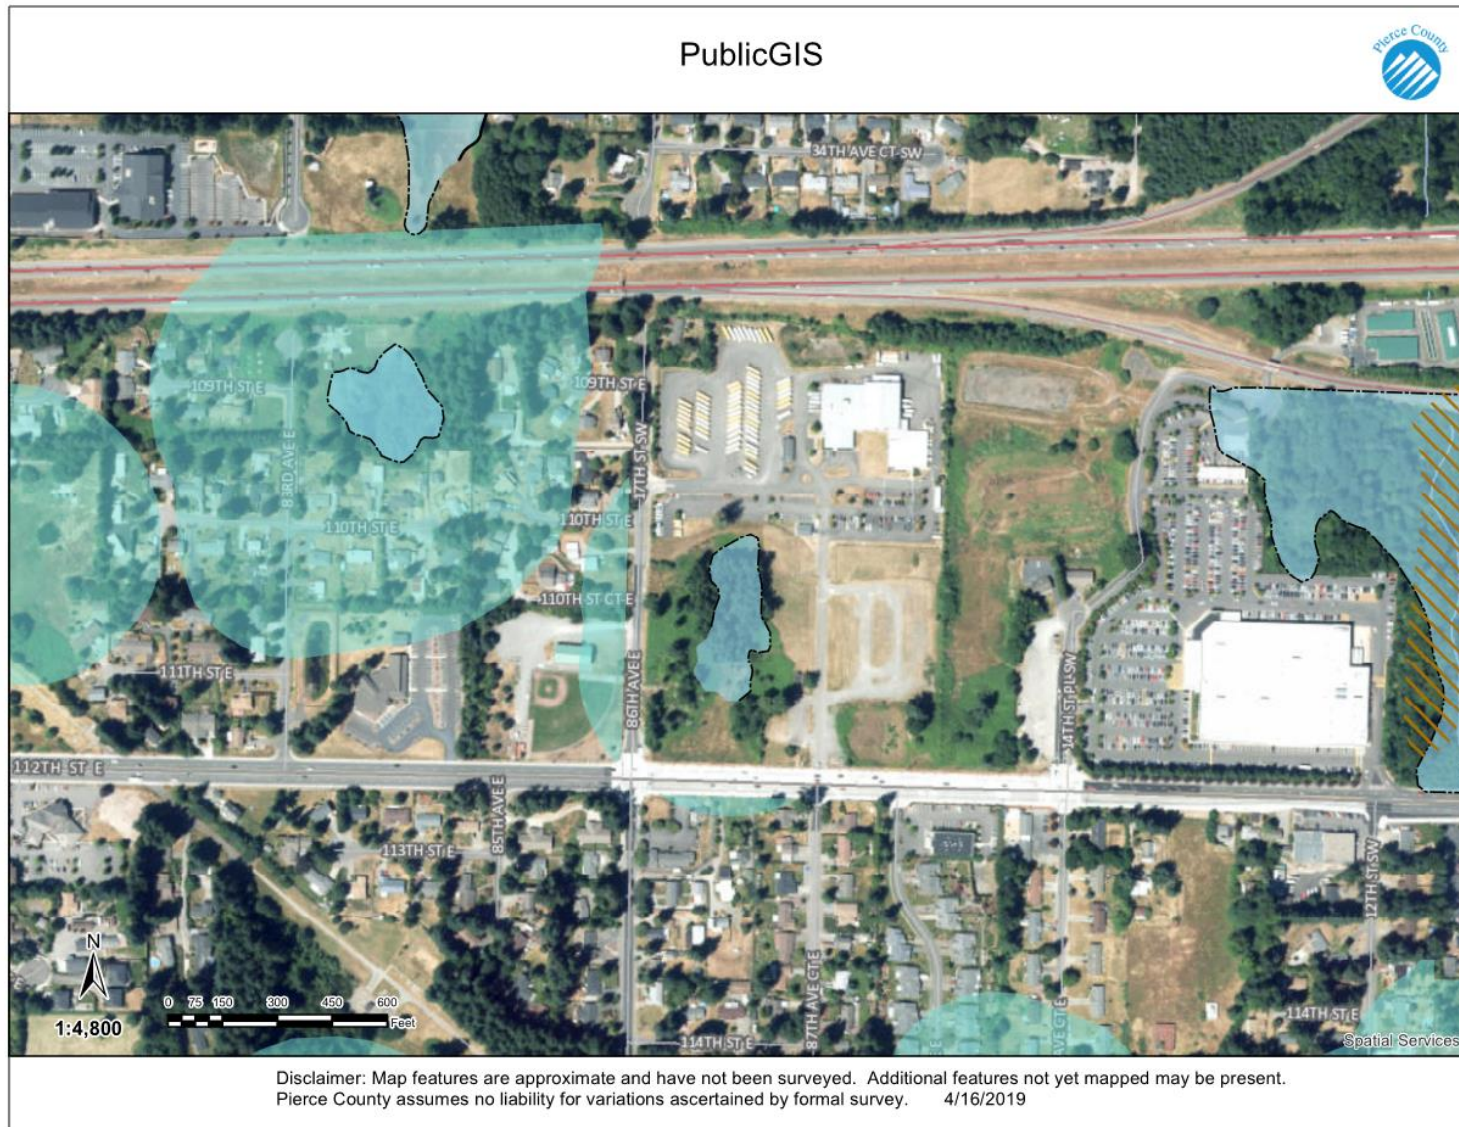 PublicGIS
Pierce County
34TH AVE CT SW
109TH ST E
109TH ST E
83RD AVE E
17TH ST SW
110TH ST E
110TH ST E
110TH ST CT E
111TH ST E
86TH AVE E
14TH ST PL SW
112TH ST E
85TH AVE E
113TH ST E
12TH ST SW
87TH AVE CT E
AVE CT E
E
114TH ST E
114TH ST E
N
0 75 150 300 450 600
Feet
1:4,800
Spatial Services
Disclaimer: Map features are approximate and have not been surveyed. Additional features not yet mapped may be present.
Pierce County assumes no liability for variations ascertained by formal survey. 4/16/2019